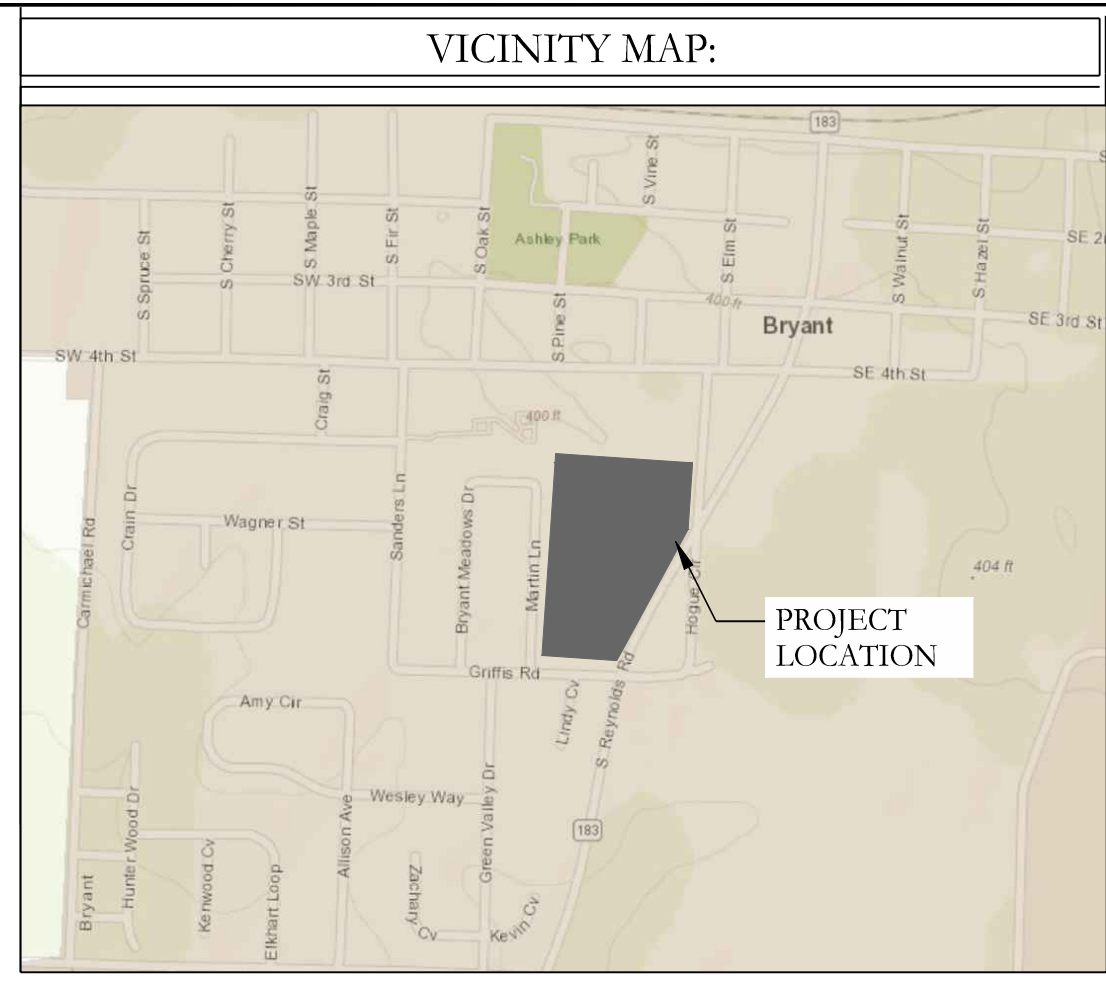 VICINITY MAP:
183
S Vine St
Ashley Park
S Spruce St
S Cherry St
S Maple St
S Fir St
S Oak St
S Elm St
S Walnut St
S Hazel St
SW 3rd St
S Pine St
400 ft
Bryant
SE 3rd St
SW 4th St
SE 4th St
Craig St
400 ft
Carmichael Rd
Crain Dr
Wagner St
Sanders Ln
Bryant Meadows Dr
Martin Ln
Hogue Cir
404 ft
PROJECT
LOCATION
Griffis Rd
Lindy Cv
S Reynolds Rd
Amy Cir
Wesley Way
Green Valley Dr
Allison Ave
183
Bryant
Hunter Wood Dr
Kenwood Cv
Elkhart Loop
Zachary Cv
Kevin Cv